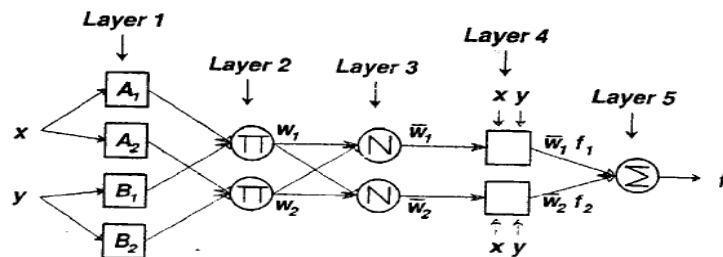 Layer 1
Layer 2
Layer 3
Layer 4
Layer 5
A₁
A₂
B₁
B₂
x
y
Π
Π
w₁
w₂
N
N
w̅₁
w̅₂
x y
x y
w̅₁ f₁
w̅₂ f₂
Σ
f